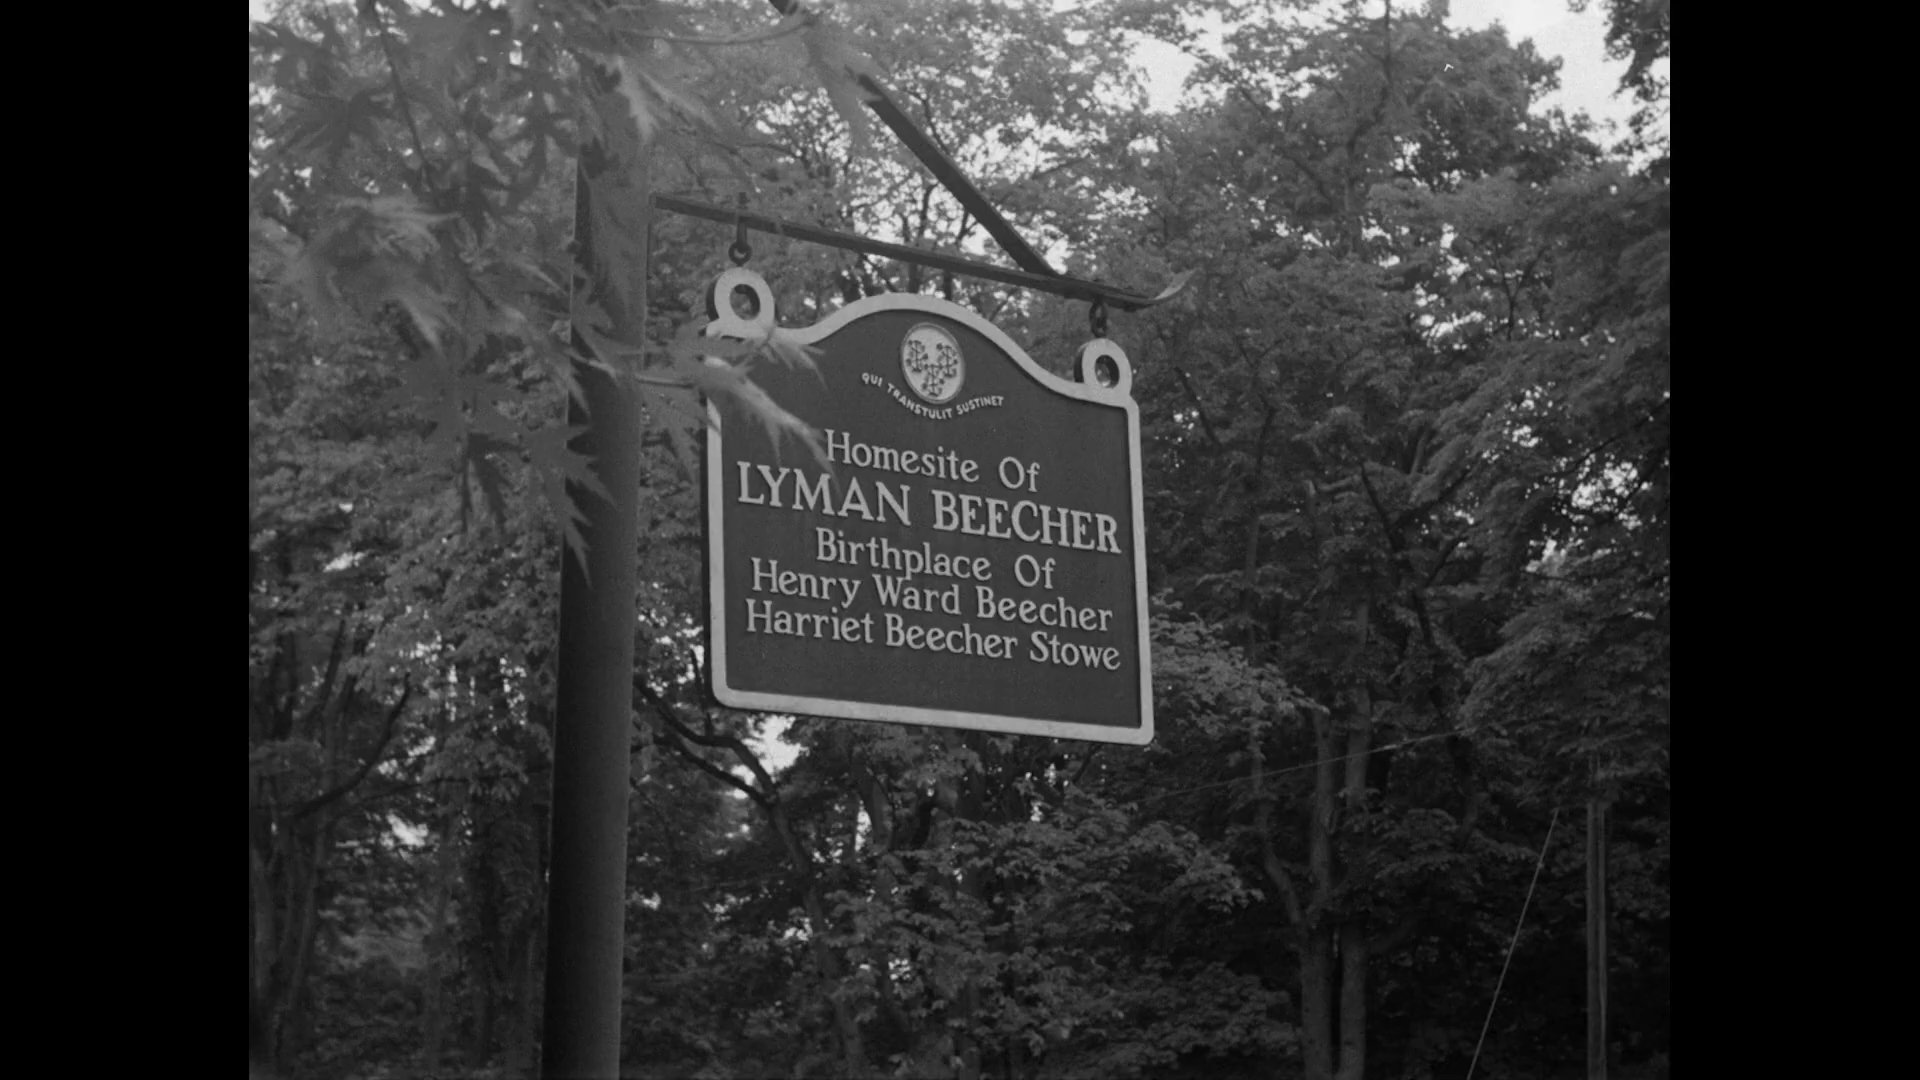 QUI TRANSTULIT SUSTINET
Homesite Of
LYMAN BEECHER
Birthplace Of
Henry Ward Beecher
Harriet Beecher Stowe